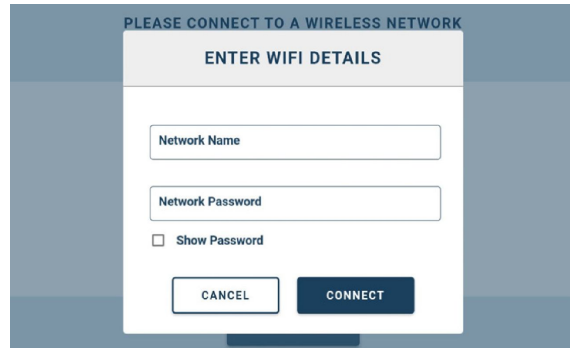 PLEASE CONNECT TO A WIRELESS NETWORK
ENTER WIFI DETAILS
Network Name
Network Password
Show Password
CANCEL
CONNECT